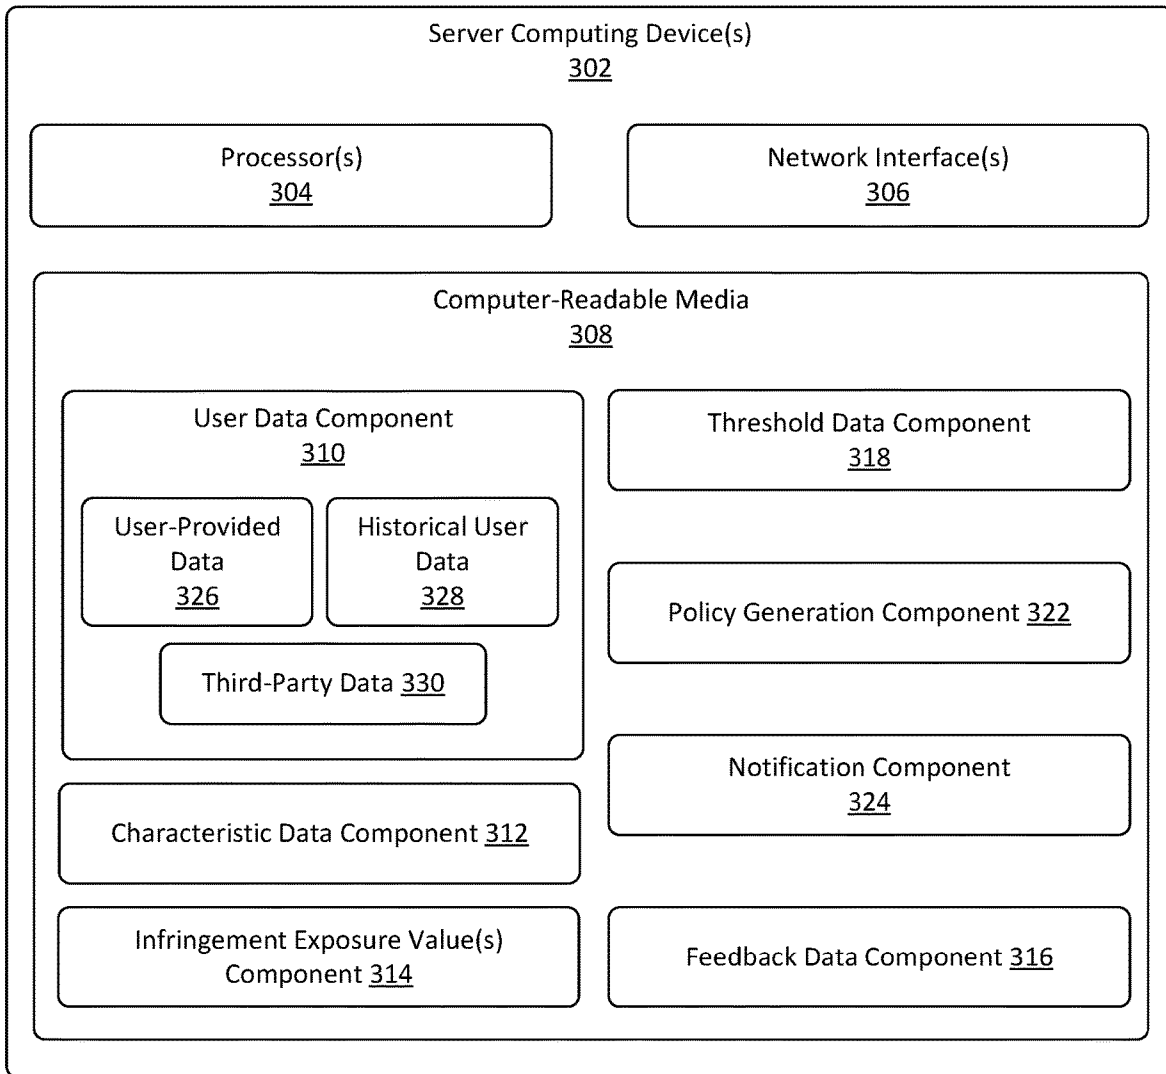 Server Computing Device(s)
302
Processor(s)
304
Network Interface(s)
306
Computer-Readable Media
308
User Data Component
310
User-Provided
Data
326
Historical User
Data
328
Third-Party Data 330
Characteristic Data Component 312
Infringement Exposure Value(s)
Component 314
Threshold Data Component
318
Policy Generation Component 322
Notification Component
324
Feedback Data Component 316